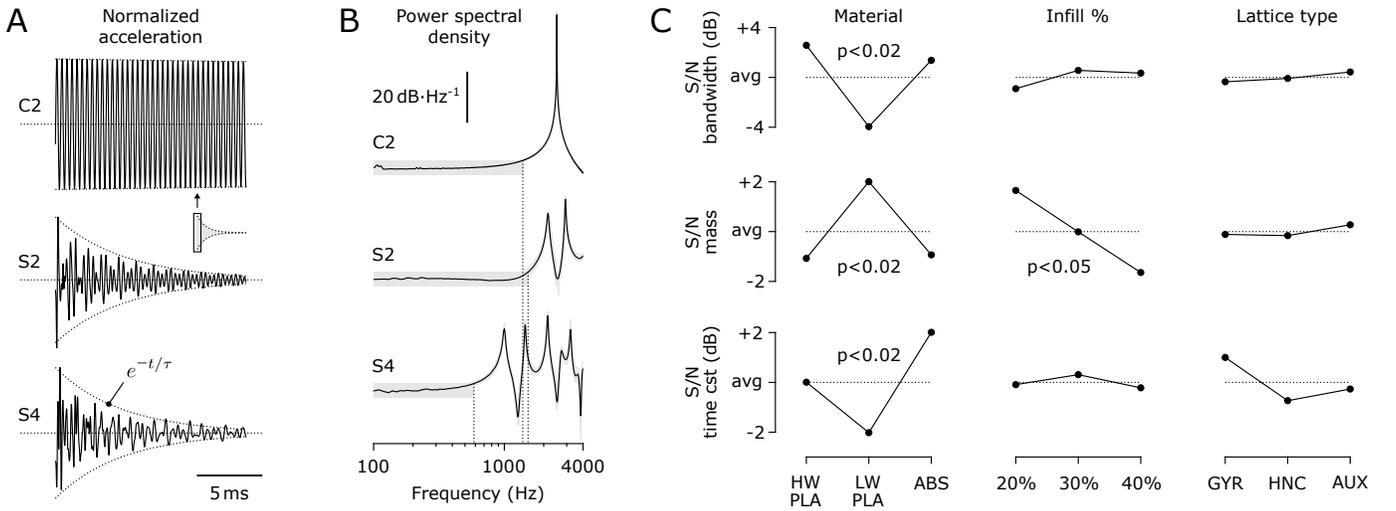 A
Normalized
acceleration
C2
S2
S4
e^{-t/τ}
5 ms
B
Power spectral
density
20 dB·Hz⁻¹
C2
S2
S4
100
1000
4000
Frequency (Hz)
C
Material
Infill %
Lattice type
S/N
bandwidth (dB)
+4
avg
-4
p<0.02
S/N
mass
+2
avg
-2
p<0.02
p<0.05
S/N
time cst (dB)
+2
avg
-2
p<0.02
HW
PLA
LW
PLA
ABS
20%
30%
40%
GYR
HNC
AUX